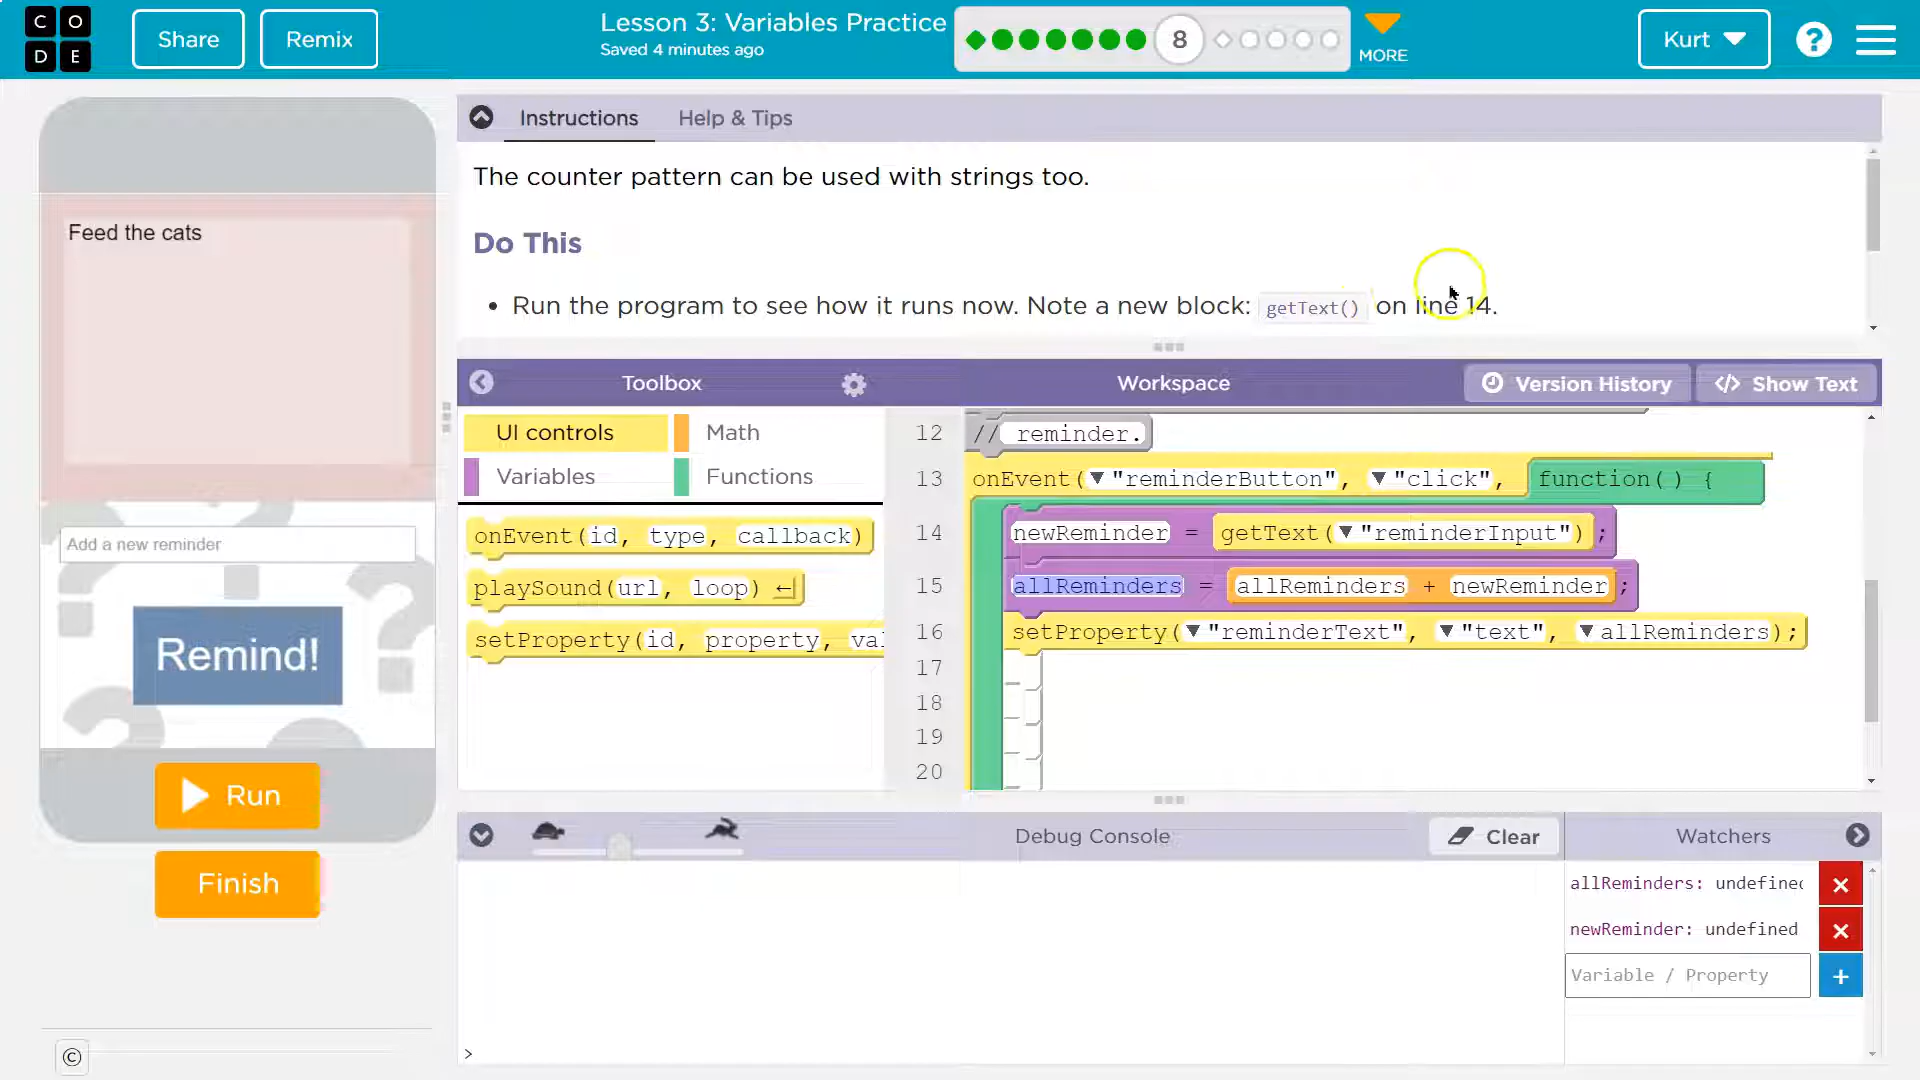 CO
DE
Share
Remix
Lesson 3: Variables Practice
Saved 4 minutes ago
8
MORE
Kurt
?
Instructions
Help & Tips
The counter pattern can be used with strings too.
Do This
• Run the program to see how it runs now. Note a new block: getText() on line 14.
Feed the cats
Add a new reminder
Remind!
Run
Finish
©
Toolbox
Workspace
Version History
</> Show Text
UI controls
Math
Variables
Functions
onEvent(id, type, callback)
playSound(url, loop)
setProperty(id, property, val
12 // reminder.
13 onEvent(▼"reminderButton", ▼"click", function() {
14 newReminder = getText(▼"reminderInput");
15 allReminders = allReminders + newReminder;
16 setProperty(▼"reminderText", ▼"text", ▼allReminders);
17
18
19
20
Debug Console
Clear
Watchers
allReminders: undefined
newReminder: undefined
Variable / Property
+
>